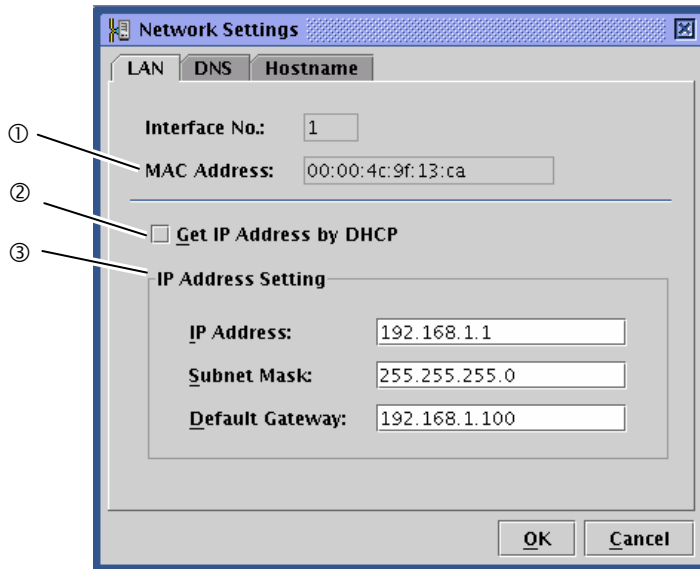 Network Settings
LAN DNS Hostname
Interface No.: 1
① MAC Address: 00:00:4c:9f:13:ca
② Get IP Address by DHCP
③ IP Address Setting
IP Address: 192.168.1.1
Subnet Mask: 255.255.255.0
Default Gateway: 192.168.1.100
OK Cancel